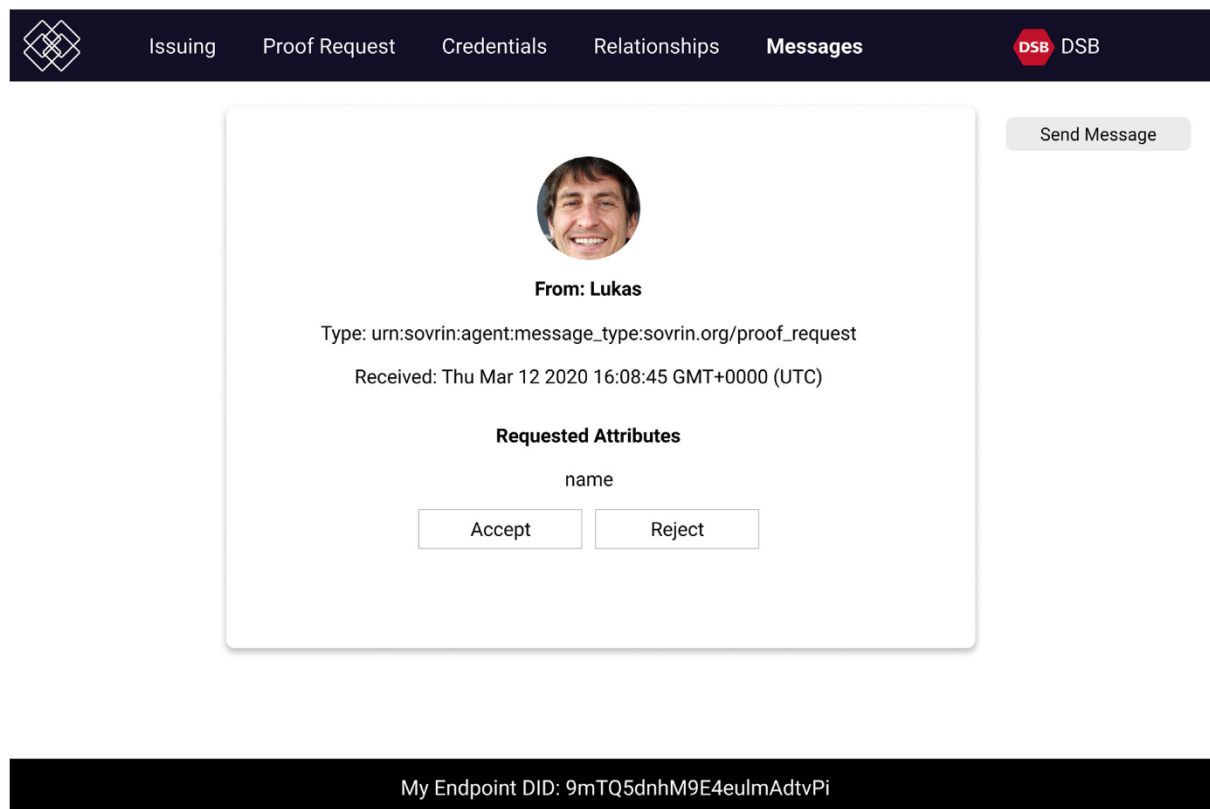 Issuing Proof Request Credentials Relationships Messages DSB DSB
Send Message
From: Lukas
Type: urn:sovrin:agent:message_type:sovrin.org/proof_request
Received: Thu Mar 12 2020 16:08:45 GMT+0000 (UTC)
Requested Attributes
name
Accept Reject
My Endpoint DID: 9mTQ5dnhM9E4eulmAdtvPi